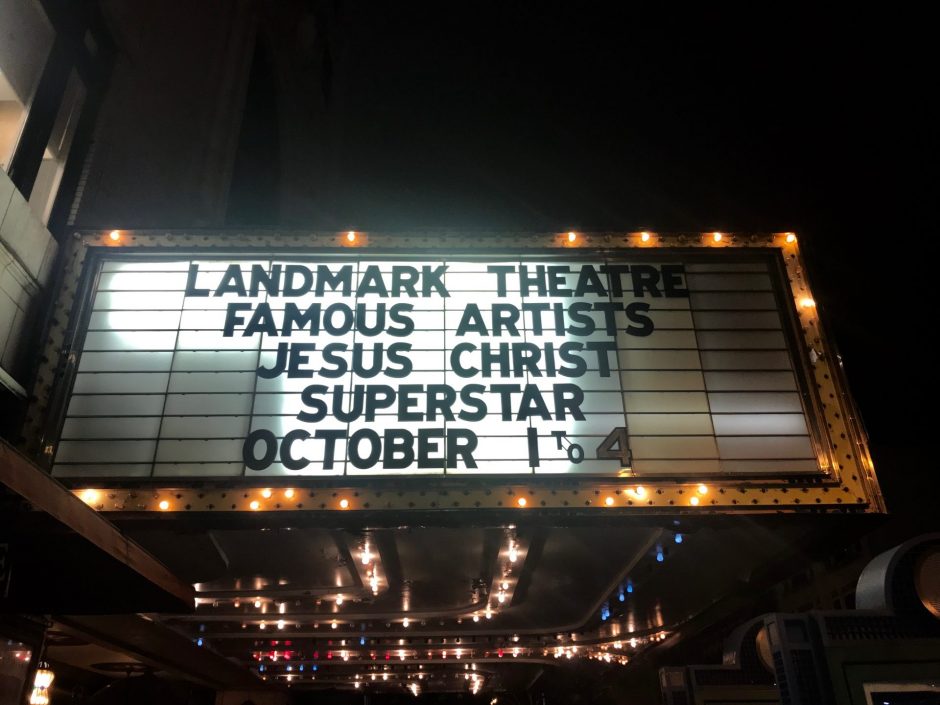 LANDMARK THEATRE
FAMOUS ARTISTS
JESUS CHRIST
SUPERSTAR
OCTOBER 1 TO 4